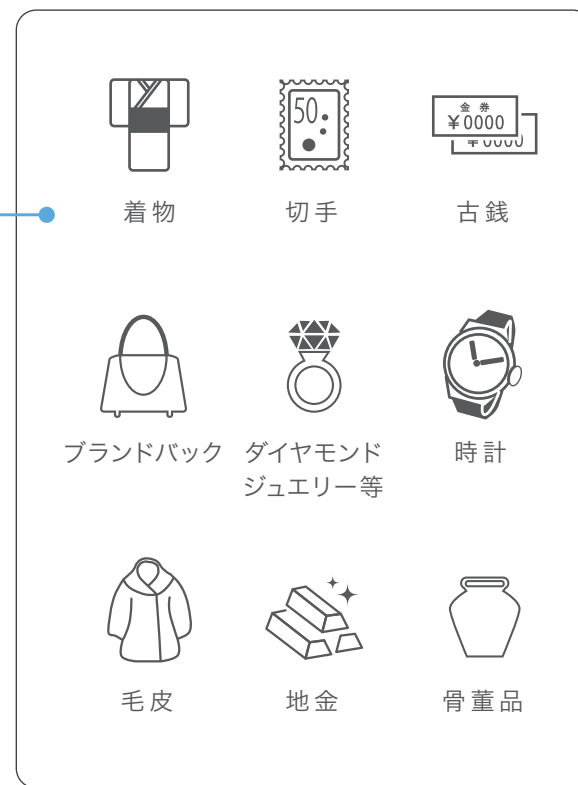 50
金券
¥0000
¥0000
着物
切手
古銭
ブランドバック
ダイヤモンド
ジュエリー等
時計
毛皮
地金
骨董品